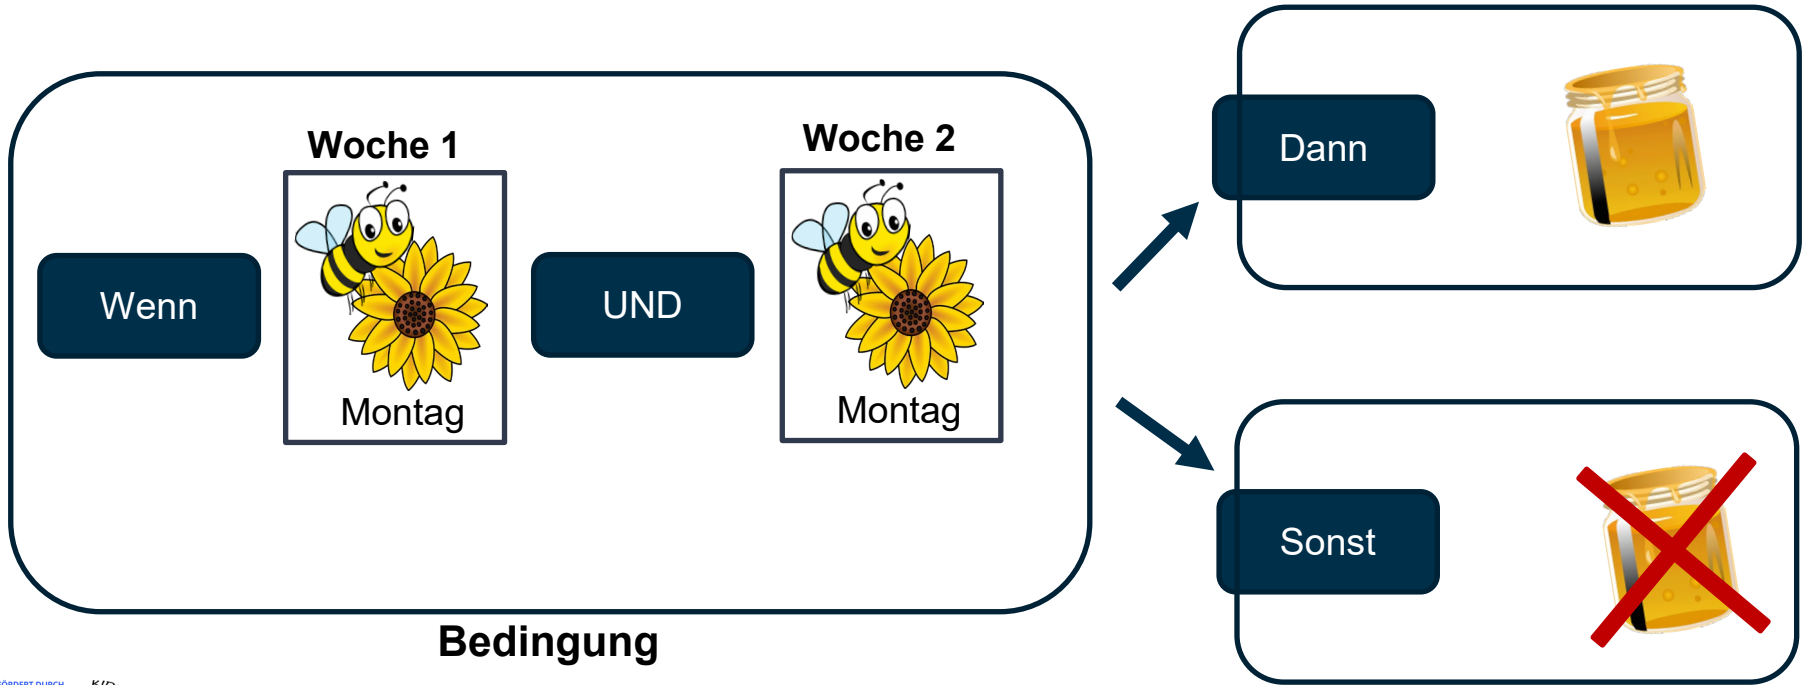 Woche 1
Woche 2
Wenn
UND
Montag
Montag
Bedingung
Dann
Sonst